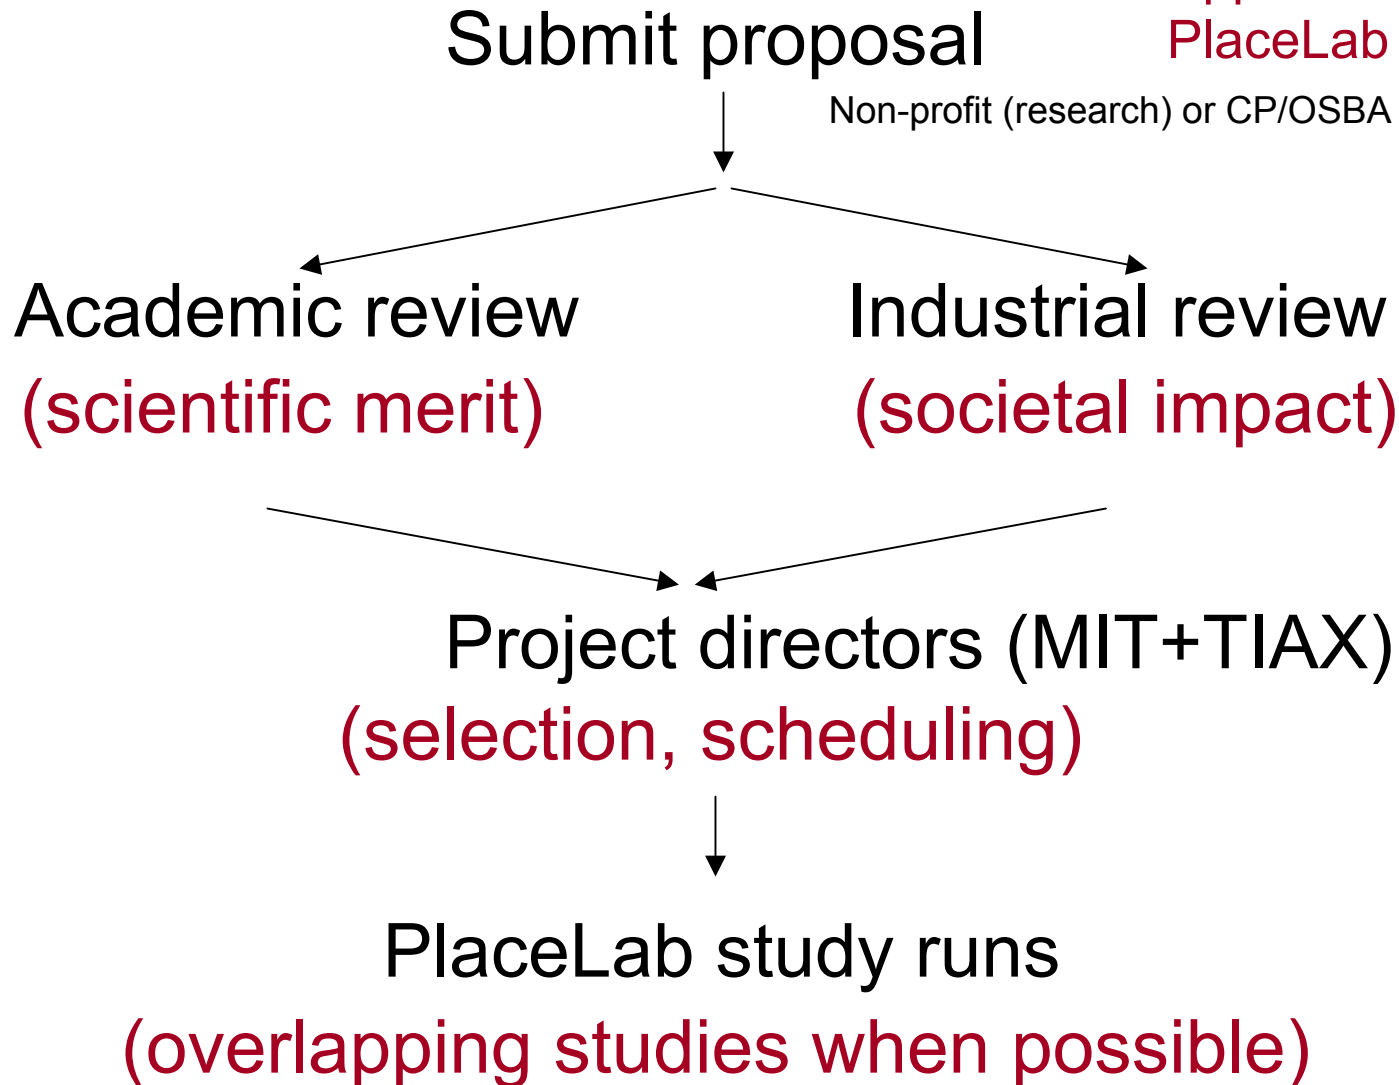 Submit proposal
PlaceLab
Non-profit (research) or CP/OSBA
Academic review
(scientific merit)
Industrial review
(societal impact)
Project directors (MIT+TIAX)
(selection, scheduling)
PlaceLab study runs
(overlapping studies when possible)